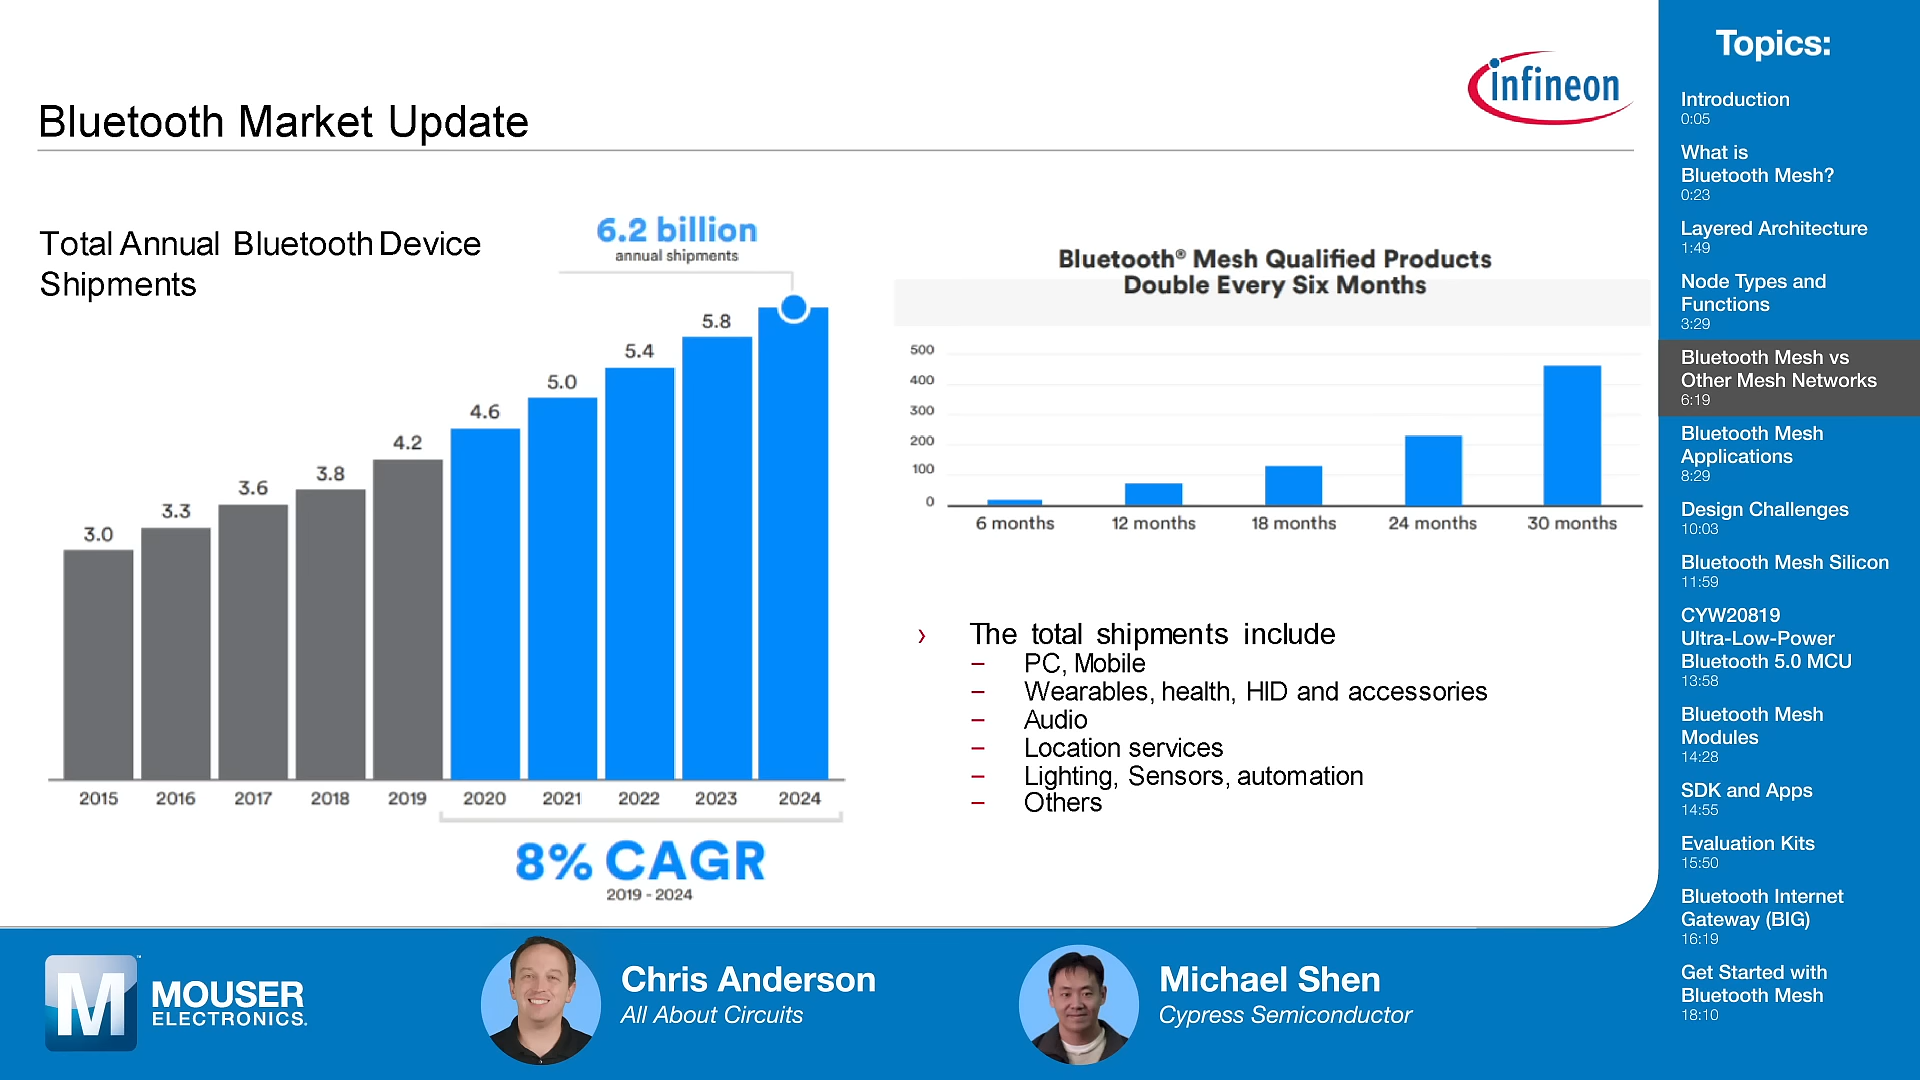 Bluetooth Market Update
infineon
Total Annual Bluetooth Device
Shipments
6.2 billion
annual shipments
3.0
3.3
3.6
3.8
4.2
4.6
5.0
5.4
5.8
2015 2016 2017 2018 2019 2020 2021 2022 2023 2024
8% CAGR
2019 - 2024
Bluetooth® Mesh Qualified Products
Double Every Six Months
500
400
300
200
100
0
6 months 12 months 18 months 24 months 30 months
› The total shipments include
– PC, Mobile
– Wearables, health, HID and accessories
– Audio
– Location services
– Lighting, Sensors, automation
– Others
Topics:
Introduction
0:05
What is
Bluetooth Mesh?
0:23
Layered Architecture
1:49
Node Types and
Functions
3:29
Bluetooth Mesh vs
Other Mesh Networks
6:19
Bluetooth Mesh
Applications
8:29
Design Challenges
10:03
Bluetooth Mesh Silicon
11:59
CYW20819
Ultra-Low-Power
Bluetooth 5.0 MCU
13:58
Bluetooth Mesh
Modules
14:28
SDK and Apps
14:55
Evaluation Kits
15:50
Bluetooth Internet
Gateway (BIG)
16:19
Get Started with
Bluetooth Mesh
18:10
M™
MOUSER
ELECTRONICS.
Chris Anderson
All About Circuits
Michael Shen
Cypress Semiconductor